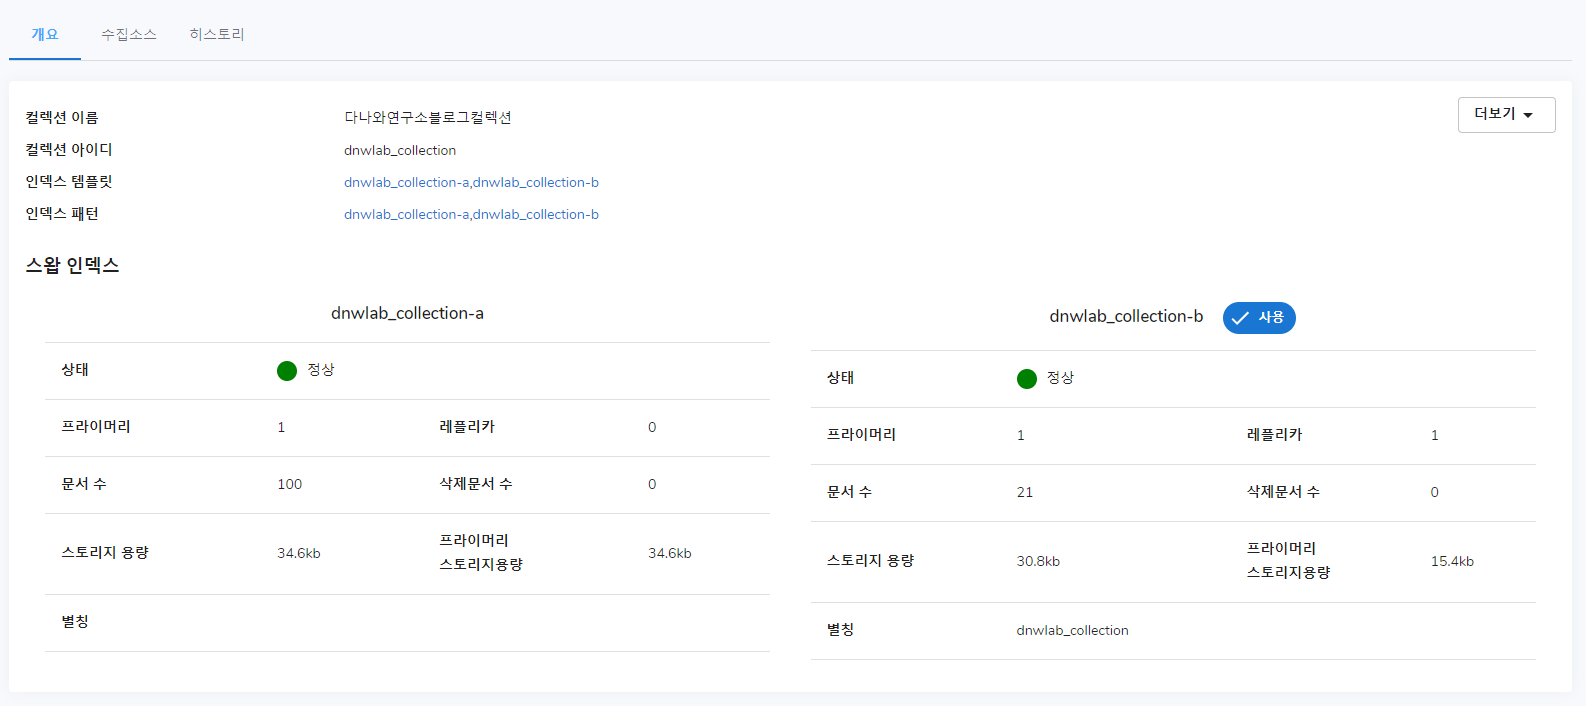 개요 수집소스 히스토리
컬렉션 이름 다나와연구소블로그컬렉션 더보기
컬렉션 아이디 dnwlab_collection
인덱스 템플릿 dnwlab_collection-a,dnwlab_collection-b
인덱스 패턴 dnwlab_collection-a,dnwlab_collection-b
스왑 인덱스
dnwlab_collection-a
상태 정상
프라이머리 1 레플리카 0
문서 수 100 삭제문서 수 0
스토리지 용량 34.6kb 프라이머리 34.6kb
스토리지용량
별칭
dnwlab_collection-b 사용
상태 정상
프라이머리 1 레플리카 1
문서 수 21 삭제문서 수 0
스토리지 용량 30.8kb 프라이머리 15.4kb
스토리지용량
별칭 dnwlab_collection